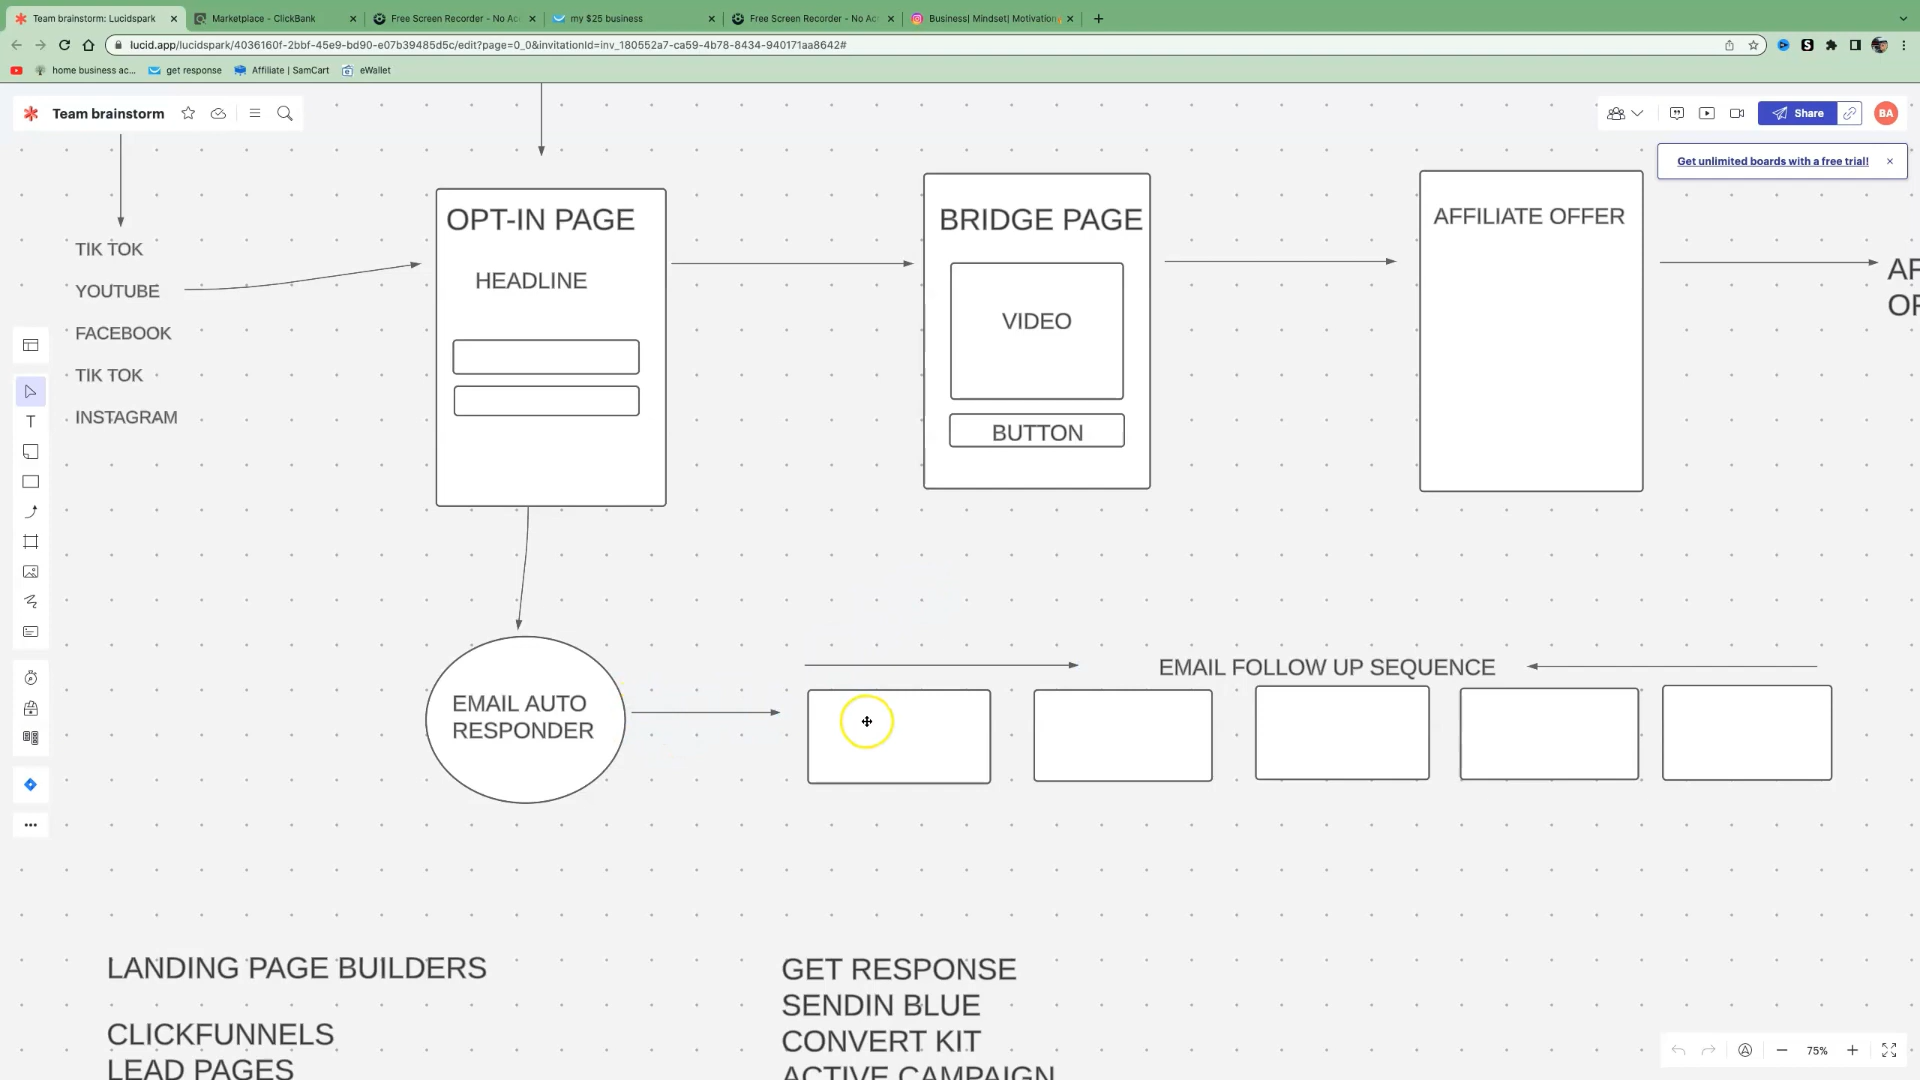 Team brainstorm: Lucidspark
Marketplace - ClickBank
Free Screen Recorder - No Ac
my $25 business
Free Screen Recorder - No Act
Business| Mindset| Motivation
lucid.app/lucidspark/4036160f-2bbf-45e9-bd90-e07b39485d5c/edit?page=0_0&invitationId=inv_180552a7-ca59-4b78-8434-940171aa8642#
home business ac...
get response
Affiliate | SamCart
eWallet
Team brainstorm
Share
BA
Get unlimited boards with a free trial!
OPT-IN PAGE
HEADLINE
BRIDGE PAGE
VIDEO
BUTTON
AFFILIATE OFFER
AF
OF
TIK TOK
YOUTUBE
FACEBOOK
TIK TOK
INSTAGRAM
EMAIL AUTO
RESPONDER
EMAIL FOLLOW UP SEQUENCE
LANDING PAGE BUILDERS
CLICKFUNNELS
LEAD PAGES
GET RESPONSE
SENDIN BLUE
CONVERT KIT
ACTIVE CAMPAIGN
75%